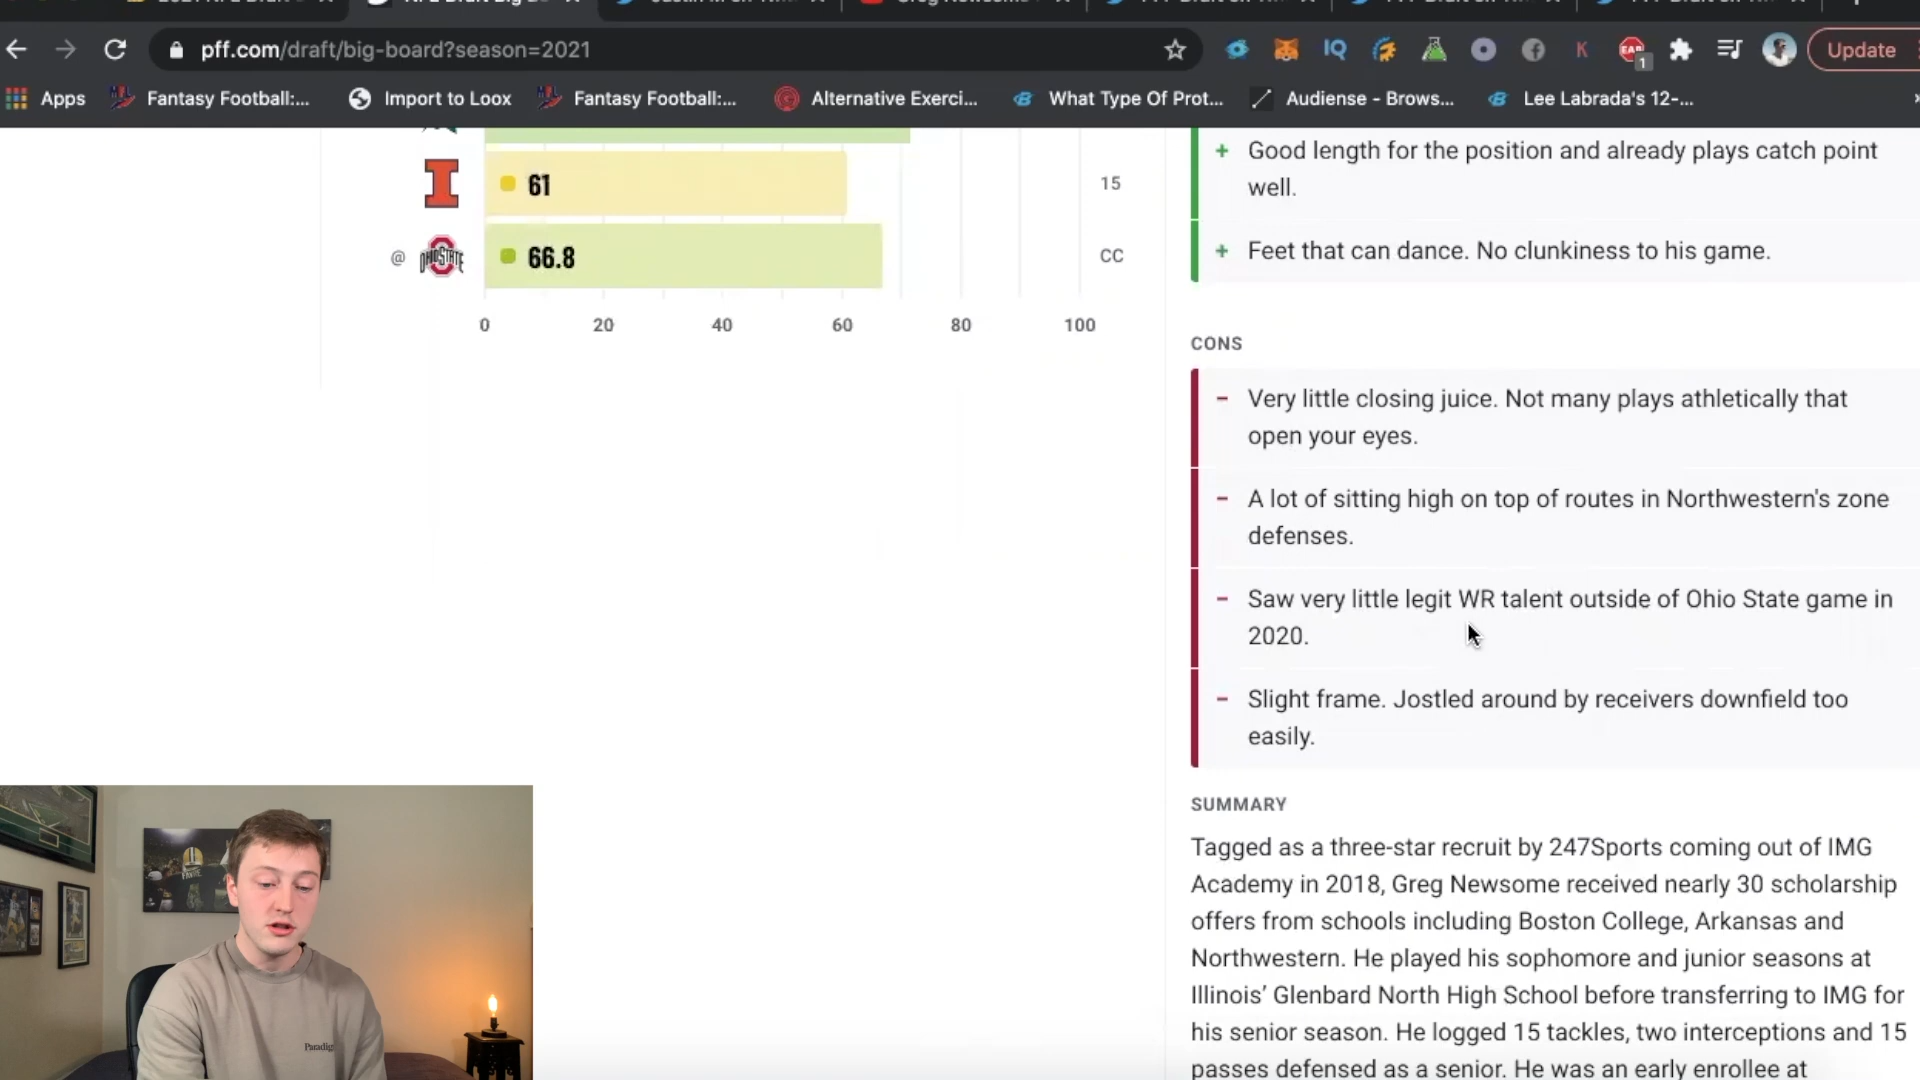 pff.com/draft/big-board?season=2021
IQ
K
1
Update
Apps
Fantasy Football:...
Import to Loox
Fantasy Football:...
Alternative Exerci...
What Type Of Prot...
Audiense - Brows...
Lee Labrada's 12-...
I
61
15
@
OHIO STATE
66.8
CC
0 20 40 60 80 100
+ Good length for the position and already plays catch point
well.
+ Feet that can dance. No clunkiness to his game.
CONS
- Very little closing juice. Not many plays athletically that
open your eyes.
- A lot of sitting high on top of routes in Northwestern's zone
defenses.
- Saw very little legit WR talent outside of Ohio State game in
2020.
- Slight frame. Jostled around by receivers downfield too
easily.
SUMMARY
Tagged as a three-star recruit by 247Sports coming out of IMG
Academy in 2018, Greg Newsome received nearly 30 scholarship
offers from schools including Boston College, Arkansas and
Northwestern. He played his sophomore and junior seasons at
Illinois’ Glenbard North High School before transferring to IMG for
his senior season. He logged 15 tackles, two interceptions and 15
passes defensed as a senior. He was an early enrollee at